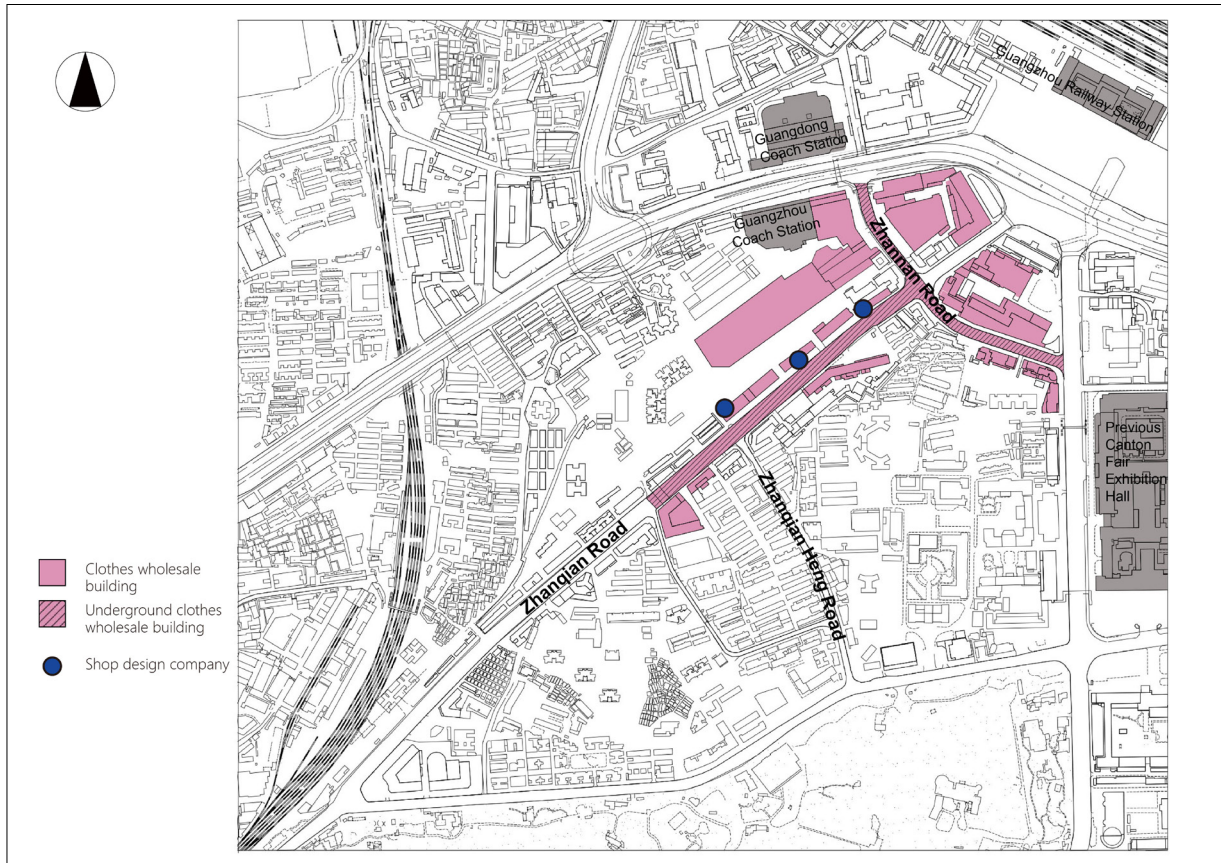 Guangzhou Railway Station
Guangdong
Coach Station
Guangzhou
Coach Station
Zhannan Road
Previous
Canton
Fair
Exhibition
Hall
Zhanqian Heng Road
Zhanqian Road
Clothes wholesale
building
Underground clothes
wholesale building
Shop design company